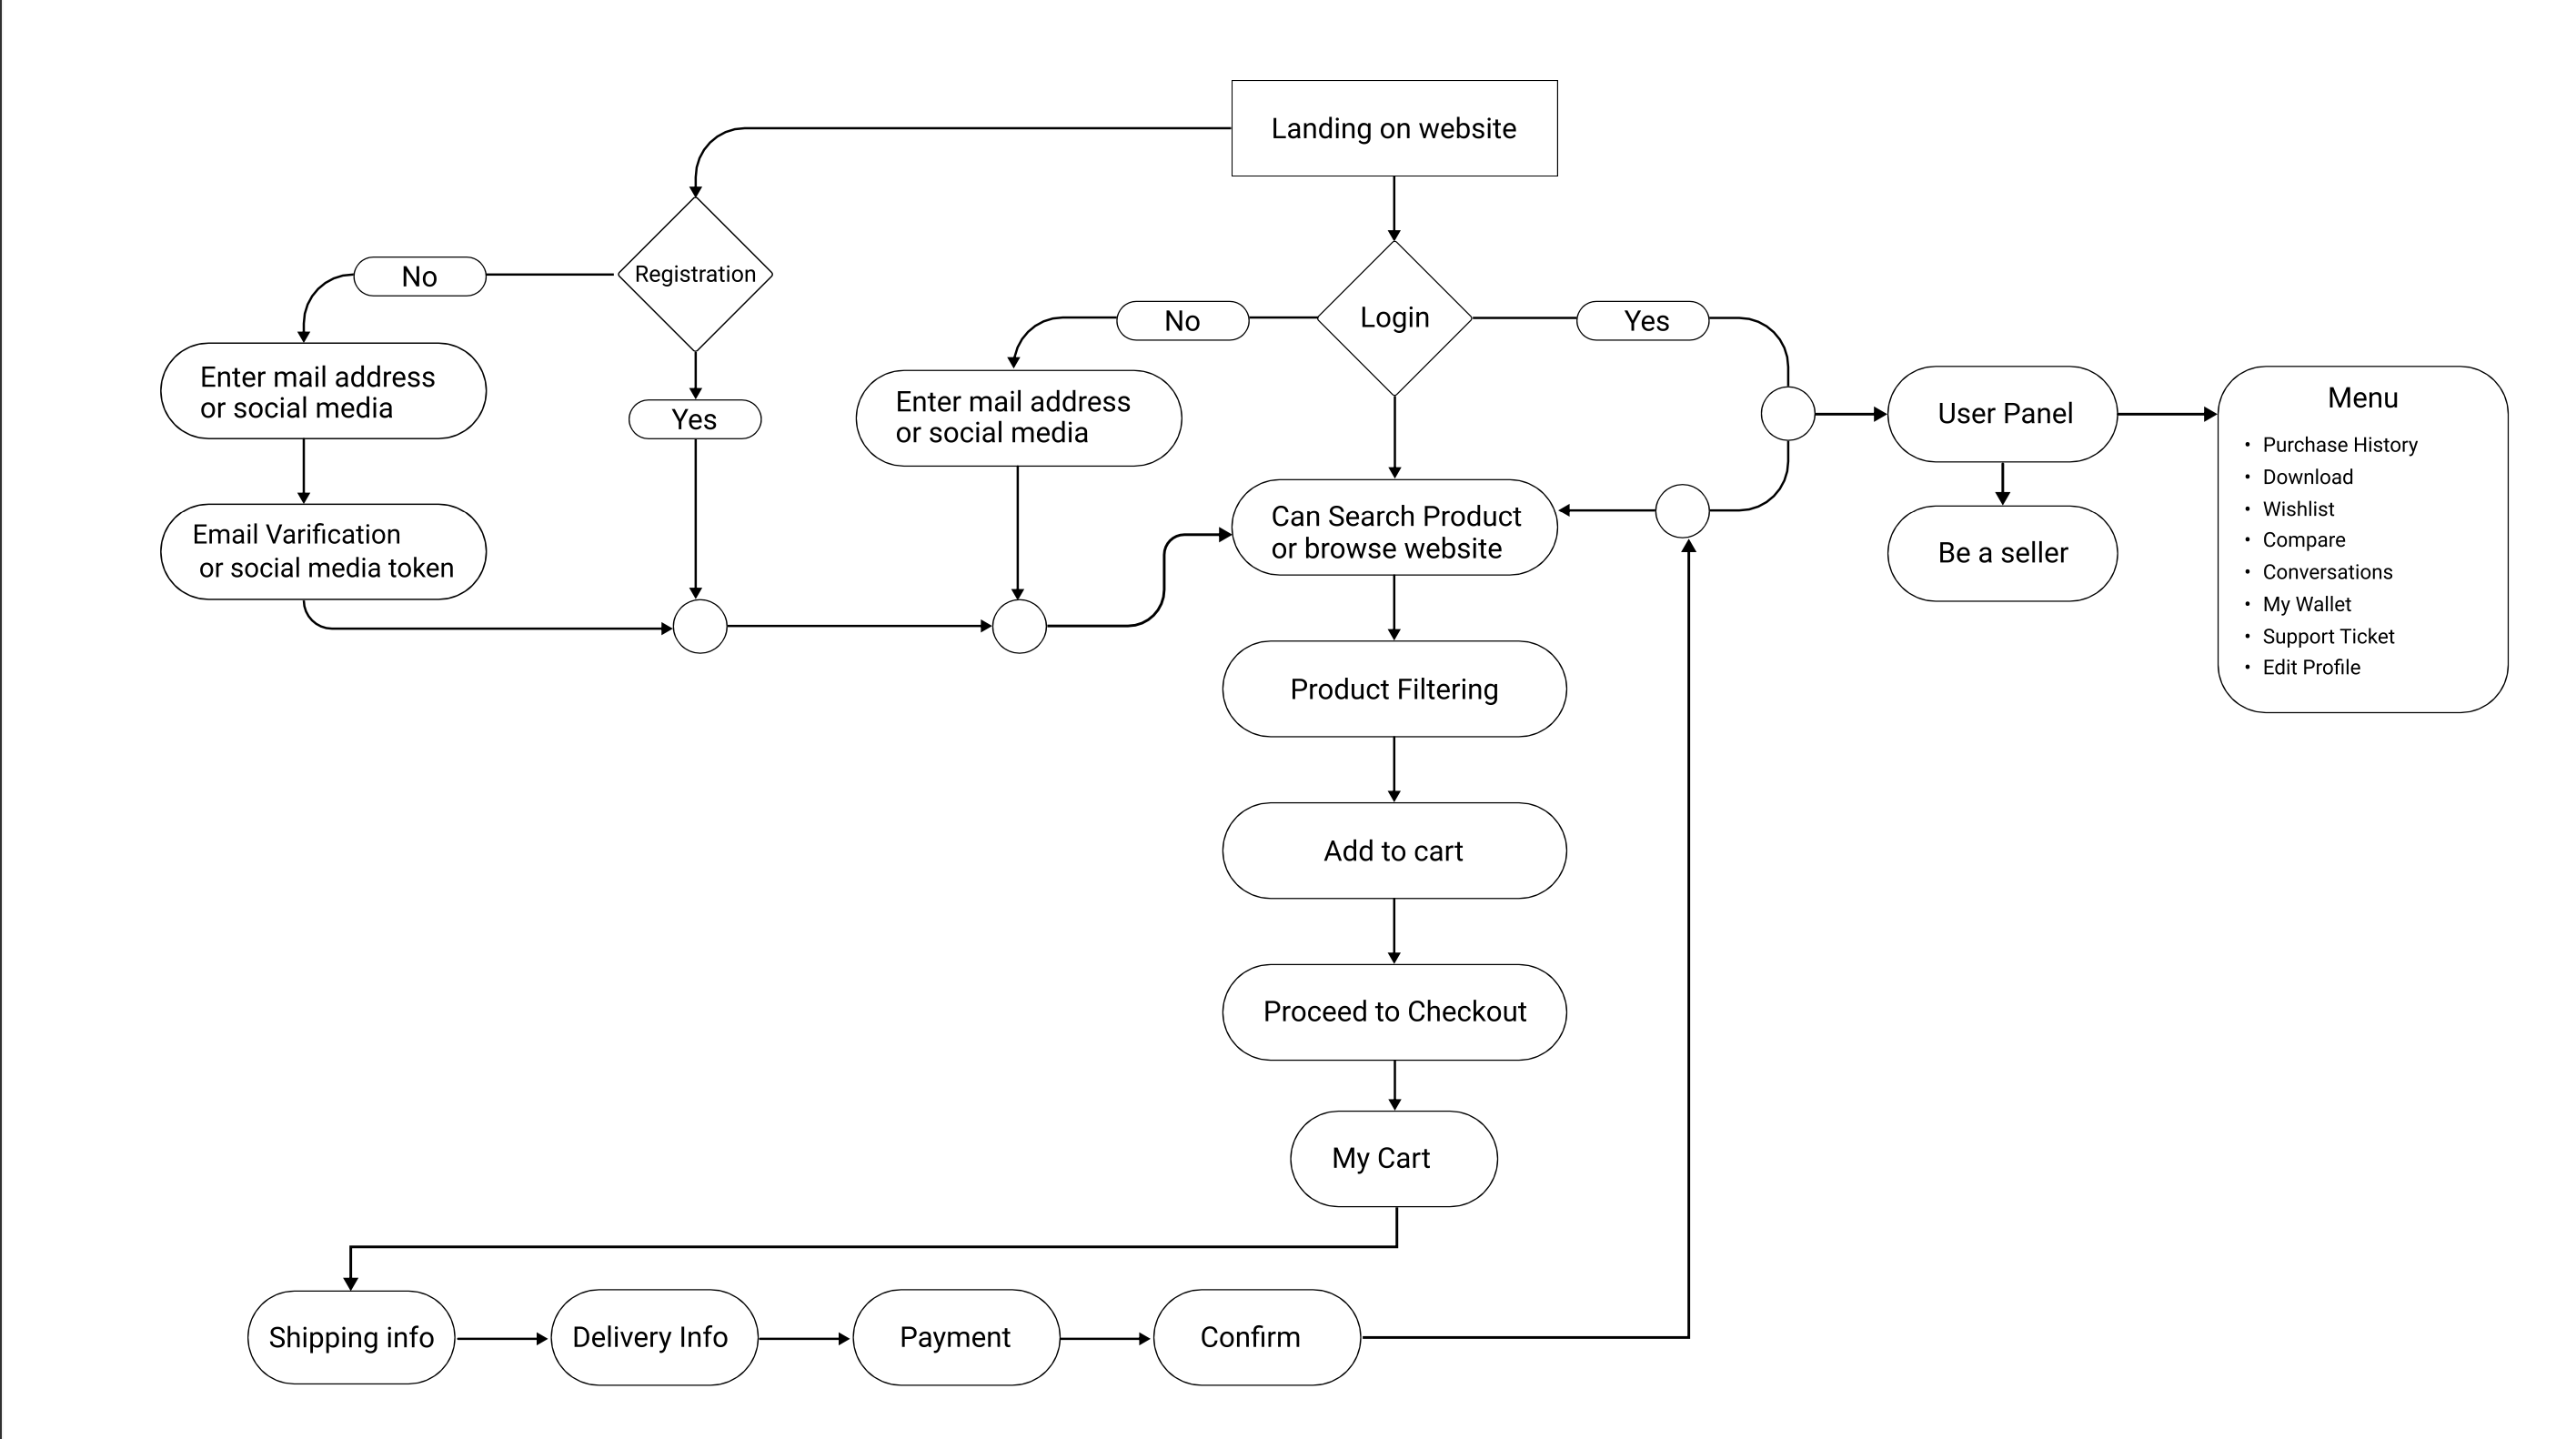 Landing on website
Registration
No
Yes
Enter mail address
or social media
Email Varification
or social media token
Login
No
Yes
Enter mail address
or social media
Can Search Product
or browse website
User Panel
Be a seller
Menu
• Purchase History
• Download
• Wishlist
• Compare
• Conversations
• My Wallet
• Support Ticket
• Edit Profile
Product Filtering
Add to cart
Proceed to Checkout
My Cart
Shipping info
Delivery Info
Payment
Confirm